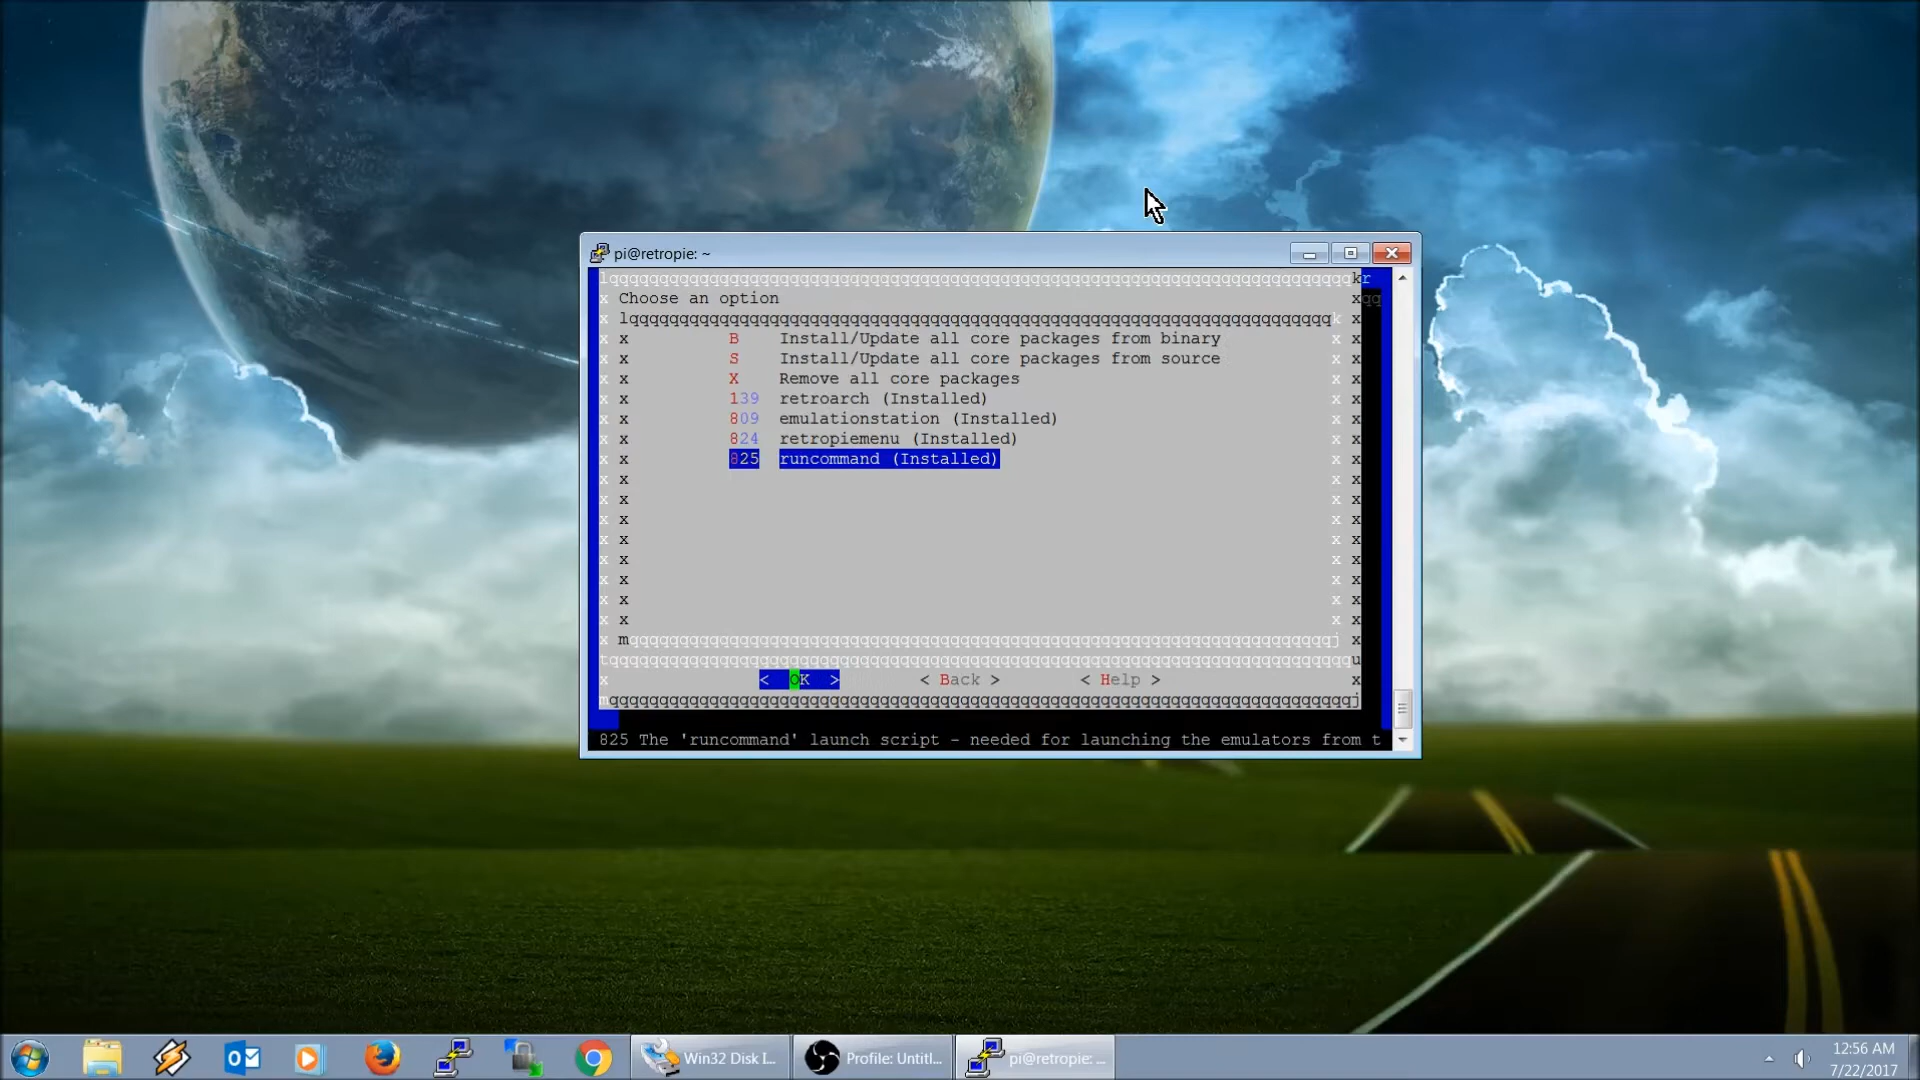 pi@retropie: ~
Choose an option
B Install/Update all core packages from binary
S Install/Update all core packages from source
X Remove all core packages
139 retroarch (Installed)
809 emulationstation (Installed)
824 retropiemenu (Installed)
825 runcommand (Installed)
< OK > < Back > < Help >
825 The 'runcommand' launch script - needed for launching the emulators from t
Win32 Disk I... Profile: Untitl... pi@retropie: ...
12:56 AM
7/22/2017